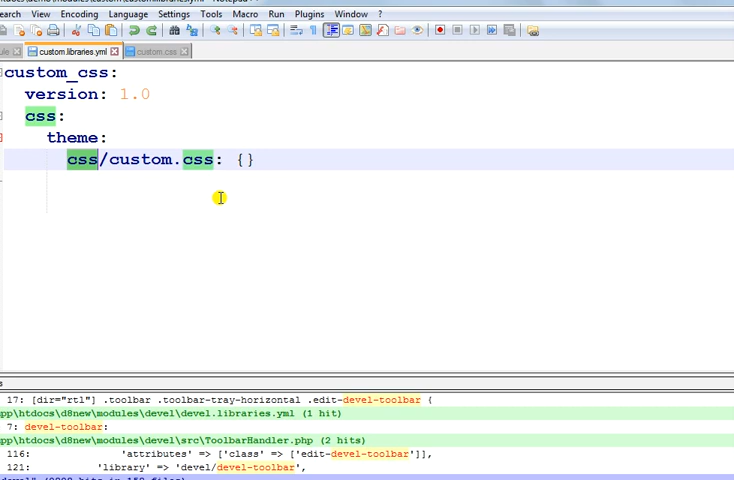 earch View Encoding Language Settings Tools Macro Run Plugins Window ?
ule custom.libraries.yml custom.css
custom_css:
version: 1.0
css:
theme:
css/custom.css: {}
s
17: [dir="rtl"] .toolbar .toolbar-tray-horizontal .edit-devel-toolbar {
pp\htdocs\d8new\modules\devel\devel.libraries.yml (1 hit)
7: devel-toolbar:
pp\htdocs\d8new\modules\devel\src\ToolbarHandler.php (2 hits)
116: 'attributes' => ['class' => ['edit-devel-toolbar']],
121: 'library' => 'devel/devel-toolbar',